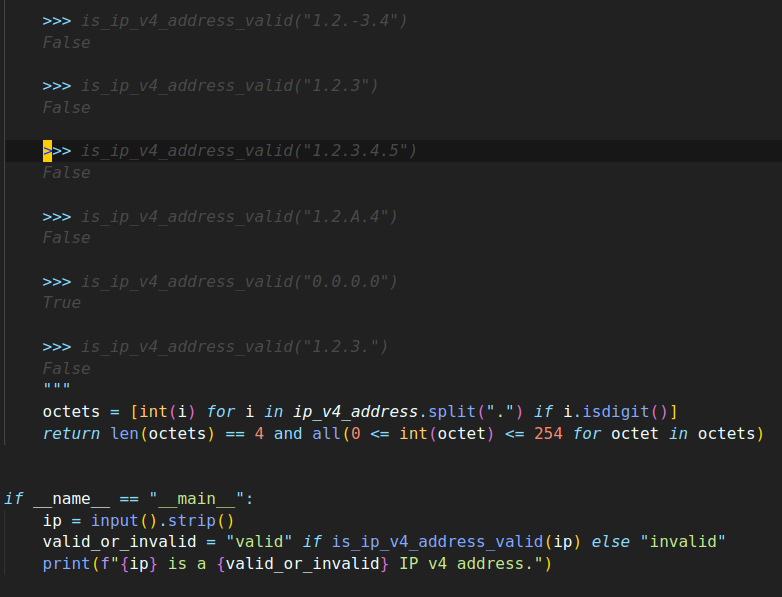 >>> is_ip_v4_address_valid("1.2.-3.4")
False
>>> is_ip_v4_address_valid("1.2.3")
False
>>> is_ip_v4_address_valid("1.2.3.4.5")
False
>>> is_ip_v4_address_valid("1.2.A.4")
False
>>> is_ip_v4_address_valid("0.0.0.0")
True
>>> is_ip_v4_address_valid("1.2.3.")
False
"""
octets = [int(i) for i in ip_v4_address.split(".") if i.isdigit()]
return len(octets) == 4 and all(0 <= int(octet) <= 254 for octet in octets)
if __name__ == "__main__":
ip = input().strip()
valid_or_invalid = "valid" if is_ip_v4_address_valid(ip) else "invalid"
print(f"{ip} is a {valid_or_invalid} IP v4 address.")